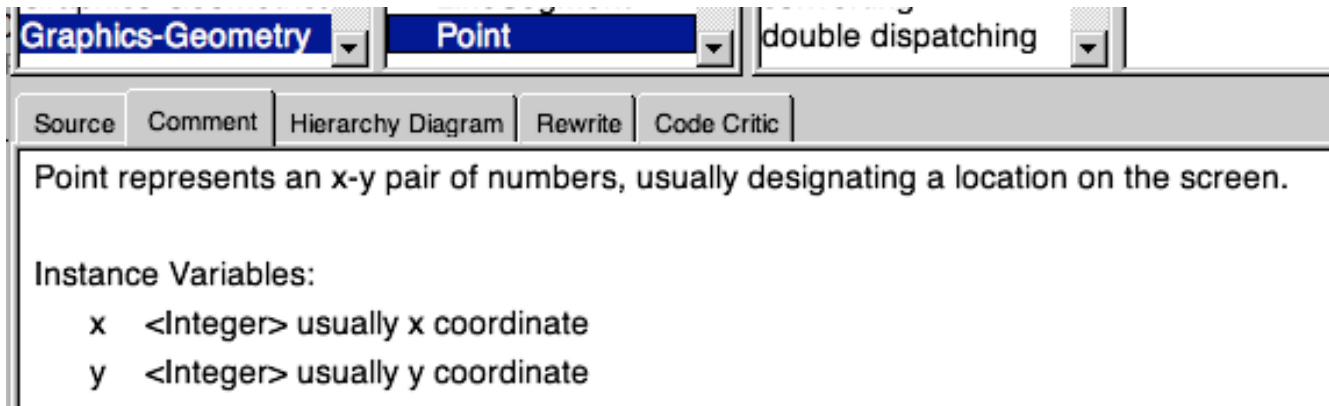 Graphics-Geometry
Point
double dispatching
Source Comment Hierarchy Diagram Rewrite Code Critic
Point represents an x-y pair of numbers, usually designating a location on the screen.
Instance Variables:
x <Integer> usually x coordinate
y <Integer> usually y coordinate